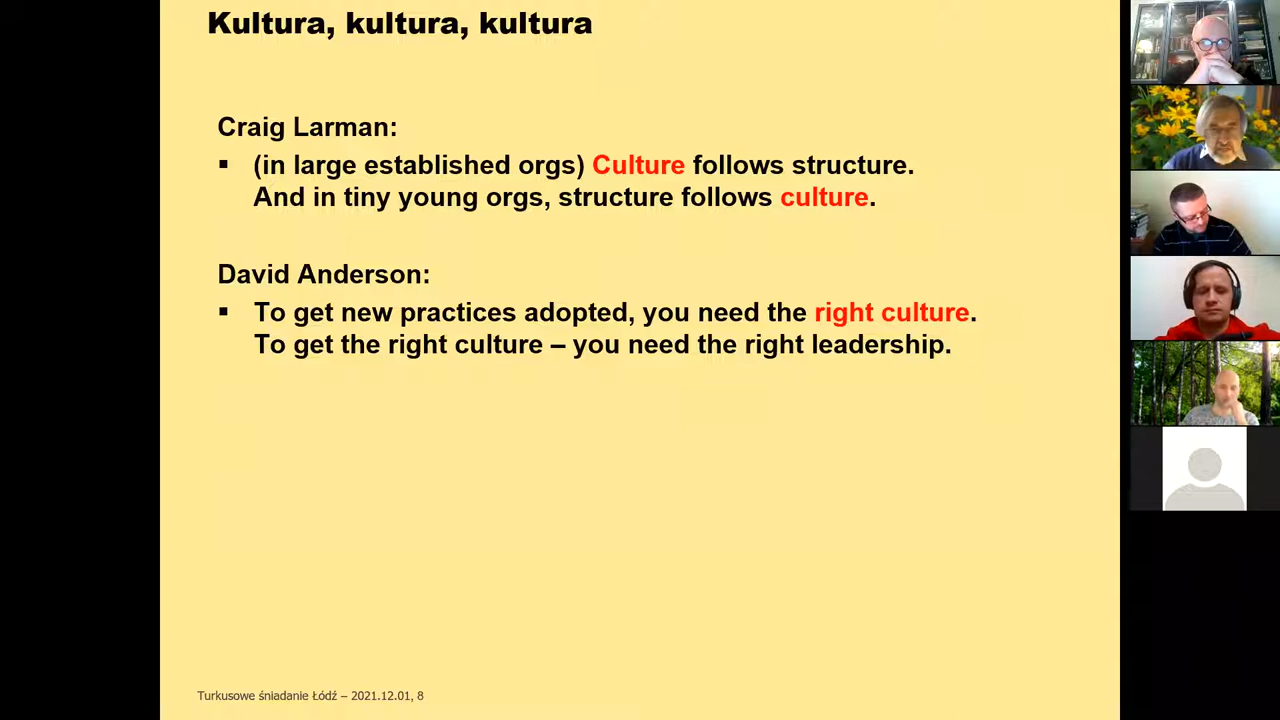 Kultura, kultura, kultura
Craig Larman:
▪ (in large established orgs) Culture follows structure.
And in tiny young orgs, structure follows culture.
David Anderson:
▪ To get new practices adopted, you need the right culture.
To get the right culture – you need the right leadership.
Turkusowe śniadanie Łódź – 2021.12.01, 8